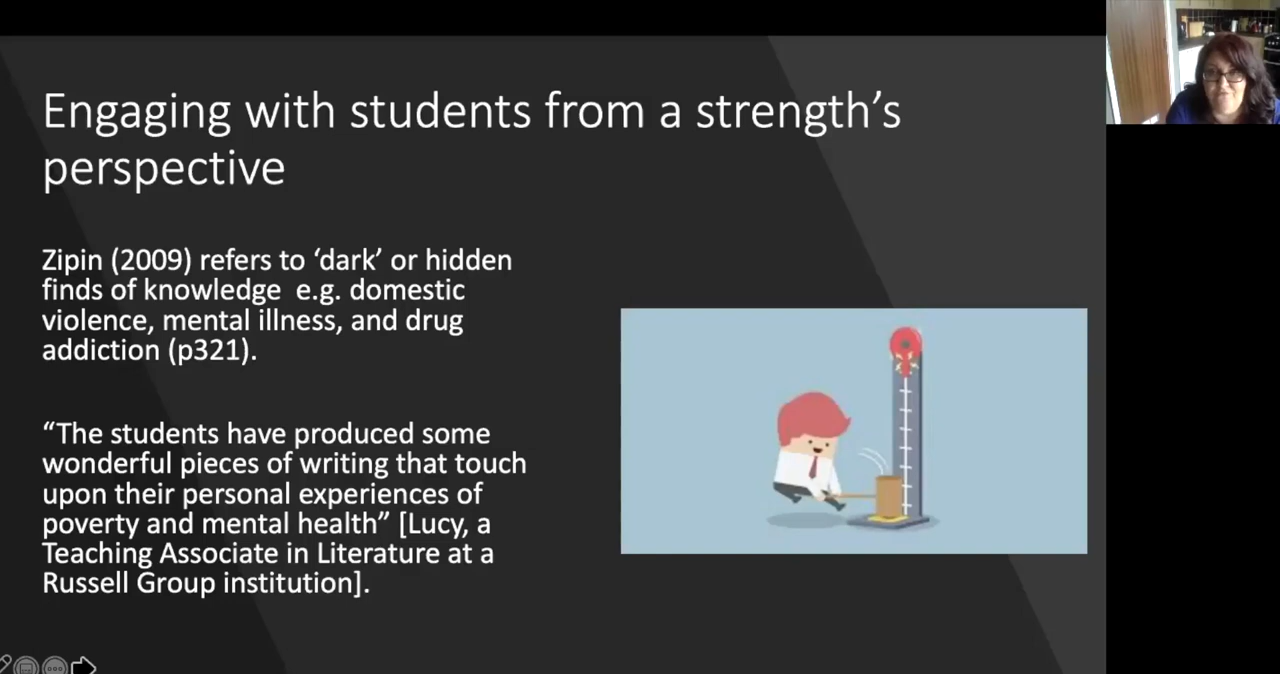 Engaging with students from a strength’s
perspective
Zipin (2009) refers to ‘dark’ or hidden
finds of knowledge  e.g. domestic
violence, mental illness, and drug
addiction (p321).
“The students have produced some
wonderful pieces of writing that touch
upon their personal experiences of
poverty and mental health” [Lucy, a
Teaching Associate in Literature at a
Russell Group institution].